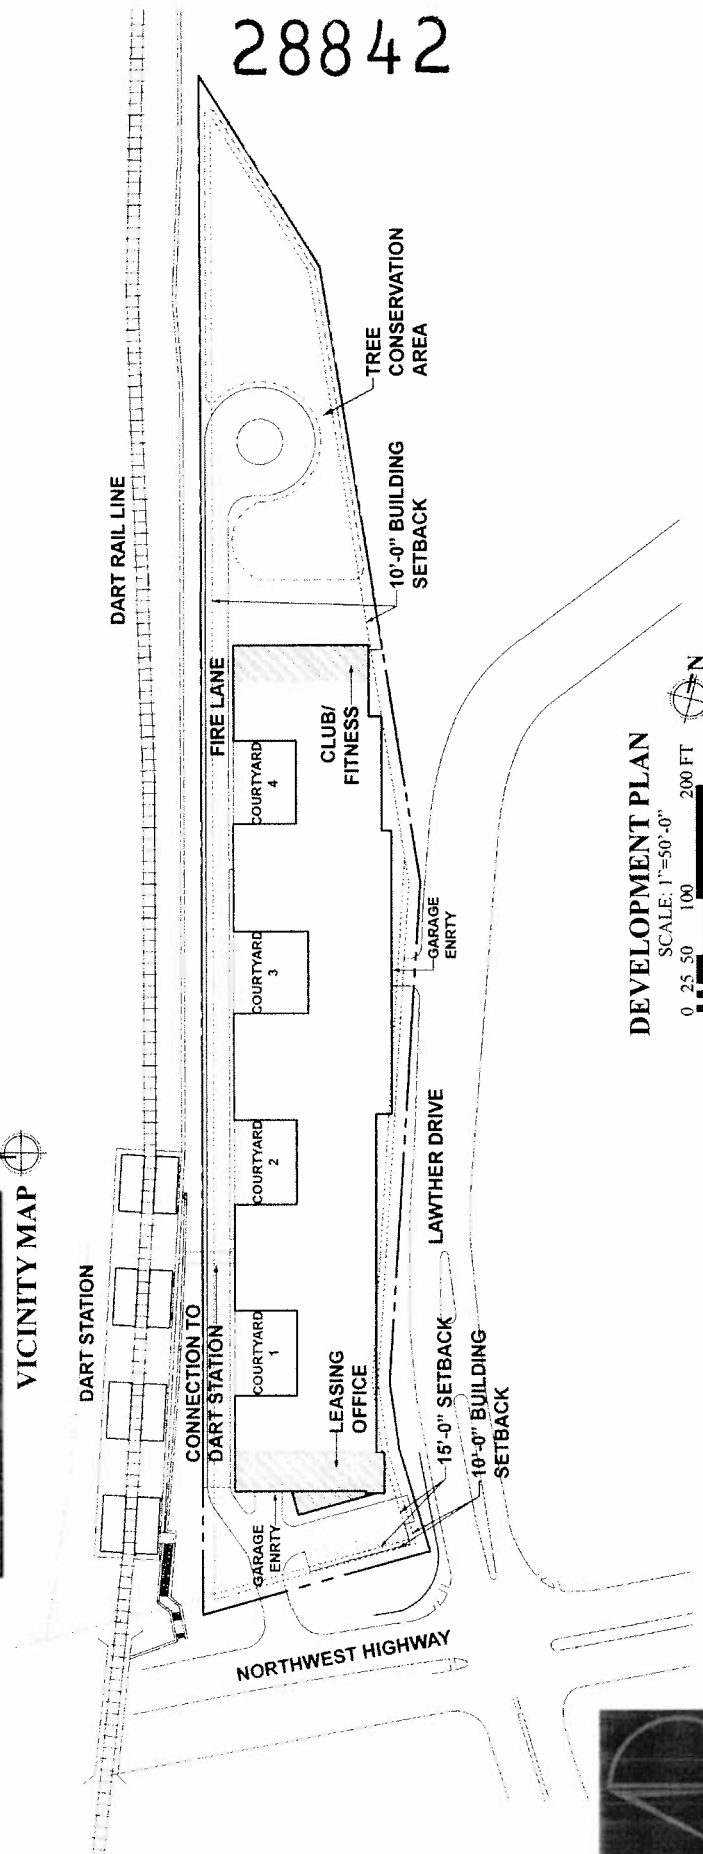 28842
DART RAIL LINE
TREE
CONSERVATION
AREA
10'-0" BUILDING
SETBACK
FIRE LANE
CLUB/
FITNESS
COURTYARD
4
COURTYARD
3
COURTYARD
2
COURTYARD
1
GARAGE
ENRTY
LAWTHER DRIVE
VICINITY MAP
DART STATION
CONNECTION TO
DART STATION
LEASING
OFFICE
15'-0" SETBACK
10'-0" BUILDING
SETBACK
GARAGE
ENRTY
NORTHWEST HIGHWAY
DEVELOPMENT PLAN
SCALE: 1"=50'-0"
0 25 50 100 200 FT
N